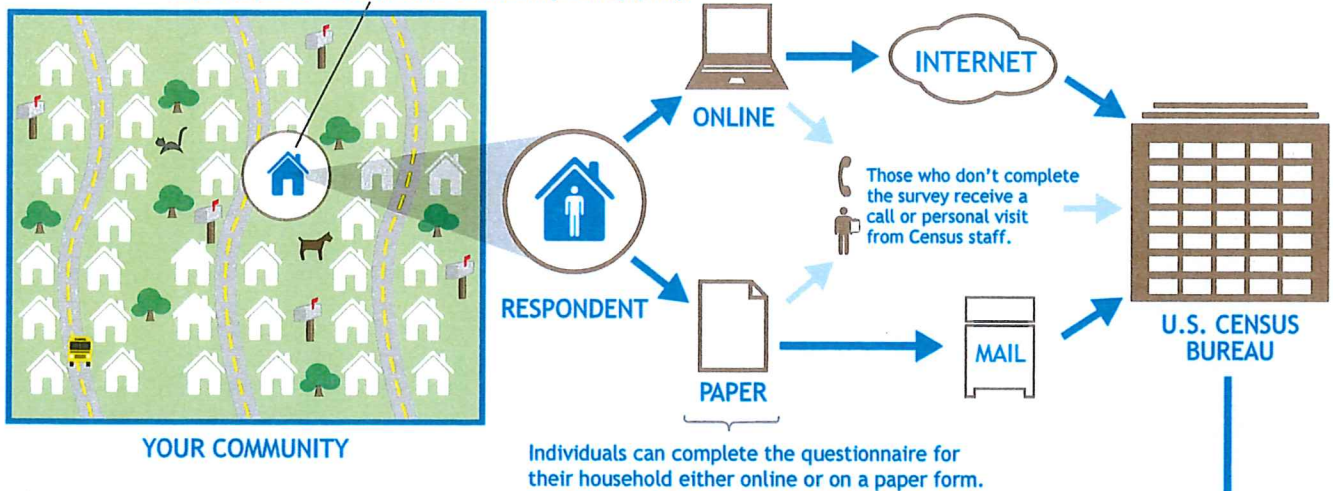 ONLINE
INTERNET
Those who don't complete
the survey receive a
call or personal visit
from Census staff.
RESPONDENT
PAPER
MAIL
U.S. CENSUS
BUREAU
YOUR COMMUNITY
Individuals can complete the questionnaire for
their household either online or on a paper form.